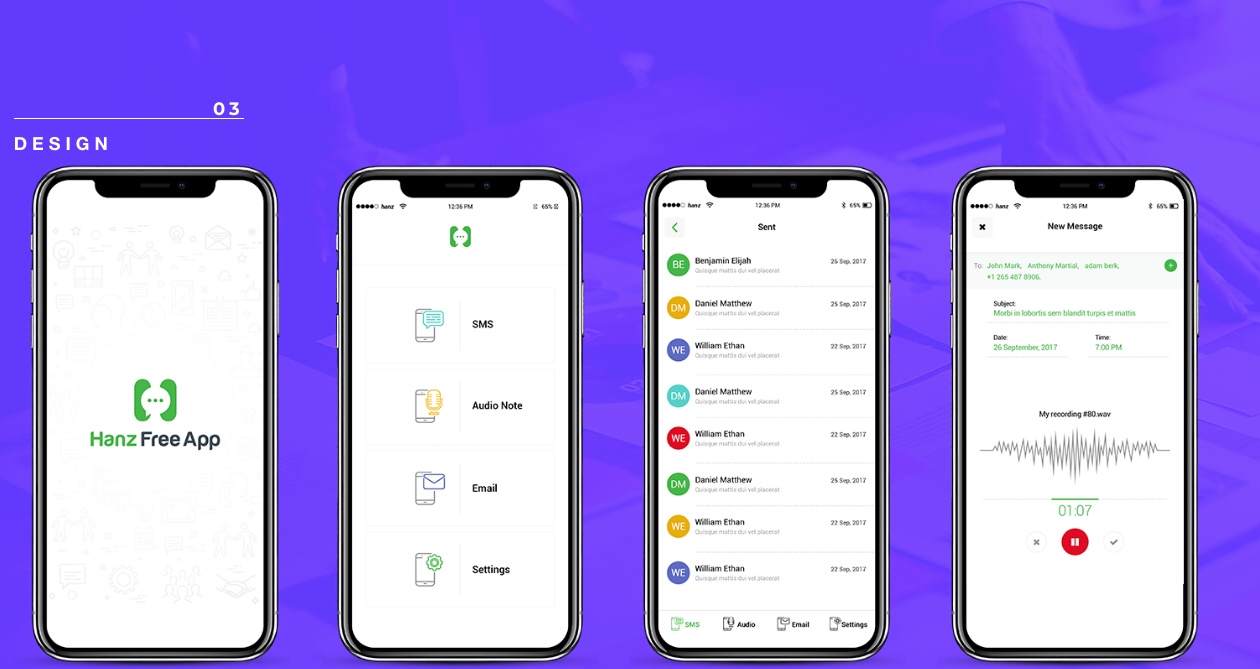 03
DESIGN
Hanz Free App
hanz 12:36 PM 65%
SMS
Audio Note
Email
Settings
hanz 12:36 PM 65%
Sent
BE Benjamin Elijah 25 Sep, 2017
Quisque mattis dui vel placerat
DM Daniel Matthew 25 Sep, 2017
Quisque mattis dui vel placerat
WE William Ethan 22 Sep, 2017
Quisque mattis dui vel placerat
DM Daniel Matthew 25 Sep, 2017
Quisque mattis dui vel placerat
WE William Ethan 22 Sep, 2017
Quisque mattis dui vel placerat
DM Daniel Matthew 25 Sep, 2017
Quisque mattis dui vel placerat
WE William Ethan 22 Sep, 2017
Quisque mattis dui vel placerat
WE William Ethan 22 Sep, 2017
Quisque mattis dui vel placerat
SMS Audio Email Settings
hanz 12:36 PM 65%
New Message
To: John Mark, Anthony Martial, adam berk,
+1 265 487 8906,
Subject:
Morbi in lobortis sem blandit turpis et mattis
Date: Time:
26 September, 2017 7:00 PM
My recording #80.wav
01:07